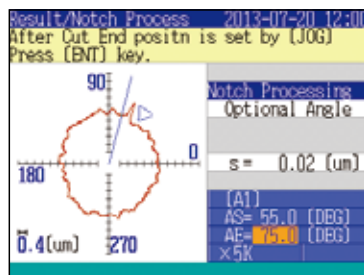 Result/Notch Process 2013-07-20 12:00
After Cut End positn is set by [JOG]
Press [ENT] key.
90
Notch Processing
Optional Angle
0
180
s= 0.02 (um)
(A1)
AS= 55.0 (DEG)
AE= 75.0 (DEG)
×5K
0.4(um)
270